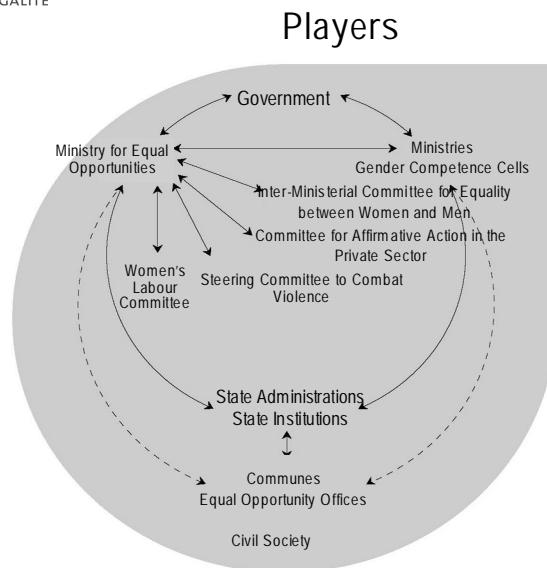 GALITÉ
Players
Government
Ministry for Equal
Opportunities
Ministries
Gender Competence Cells
Inter-Ministerial Committee for Equality
between Women and Men
Committee for Affirmative Action in the
Private Sector
Women's
Labour
Committee
Steering Committee to Combat
Violence
State Administrations
State Institutions
Communes
Equal Opportunity Offices
Civil Society